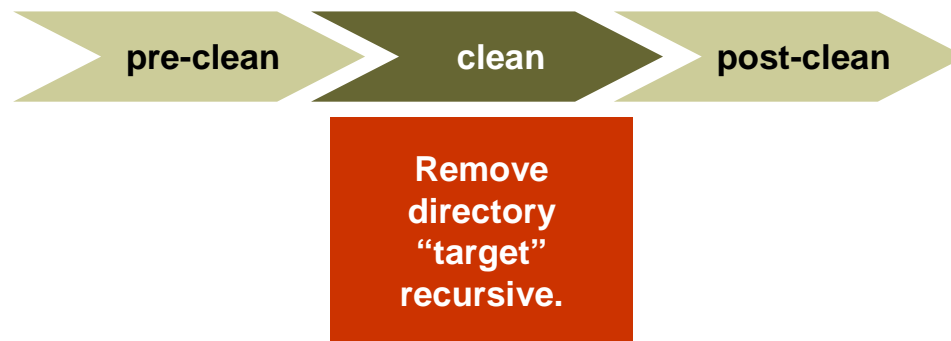 pre-clean
clean
post-clean
Remove
directory
“target”
recursive.